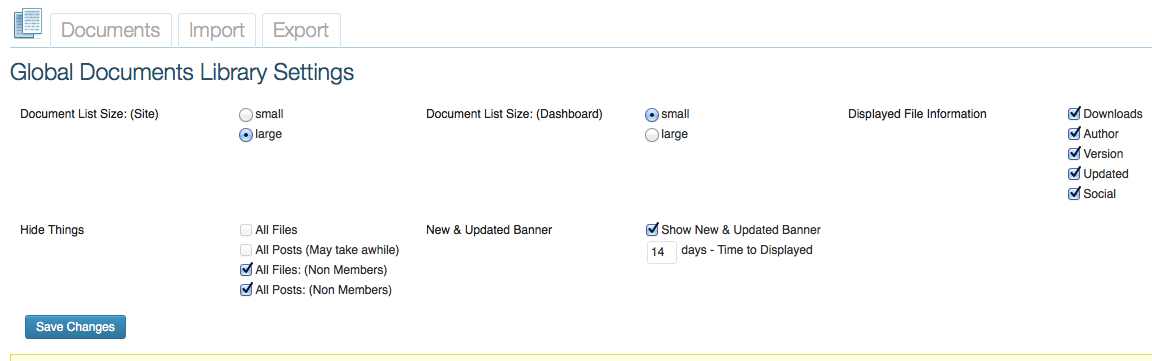 Documents Import Export
Global Documents Library Settings
Document List Size: (Site)
small
large
Document List Size: (Dashboard)
small
large
Displayed File Information
Downloads
Author
Version
Updated
Social
Hide Things
All Files
All Posts (May take awhile)
All Files: (Non Members)
All Posts: (Non Members)
New & Updated Banner
Show New & Updated Banner
14 days - Time to Displayed
Save Changes